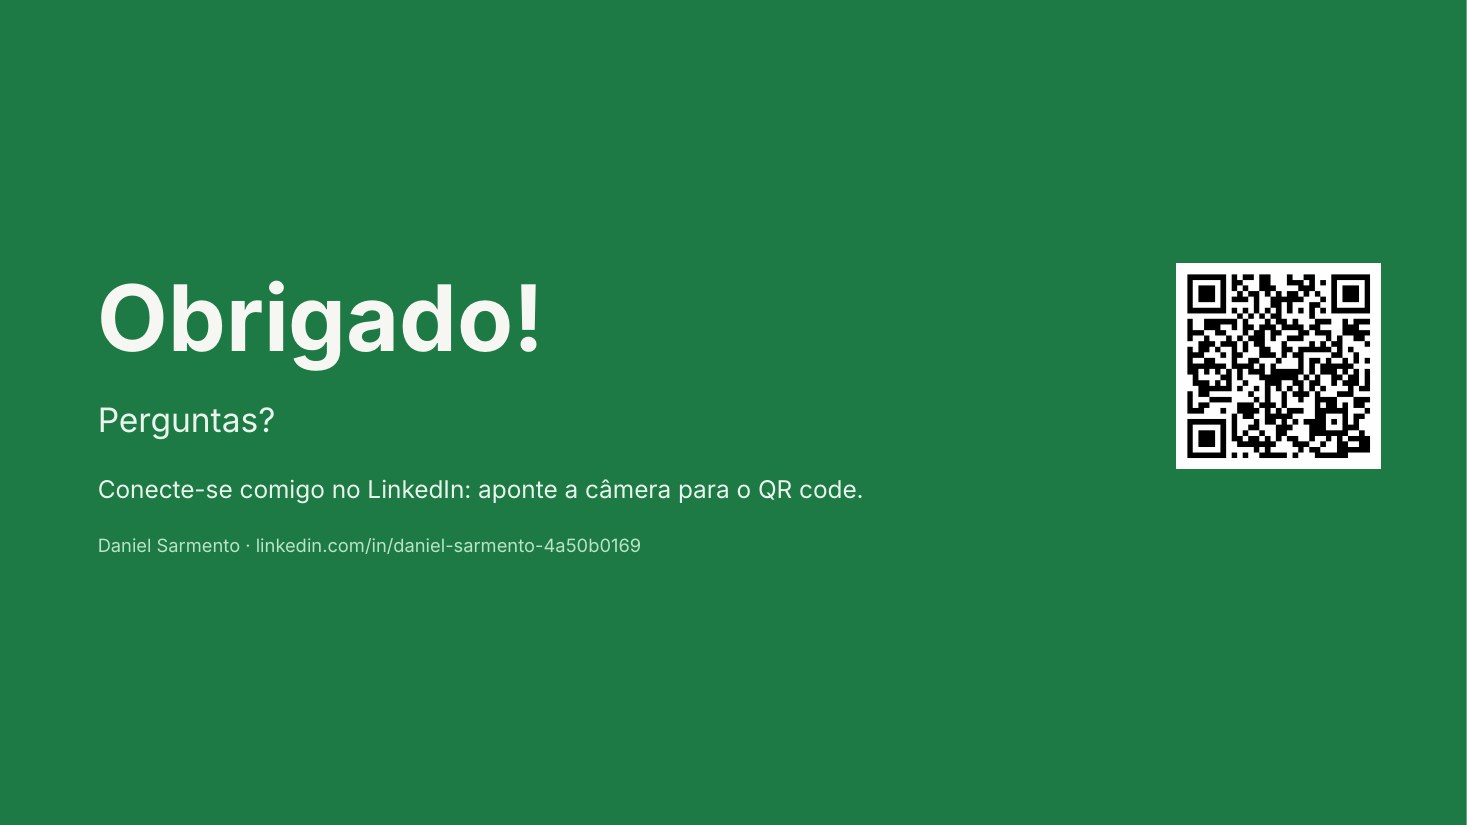 Obrigado!
Perguntas?
Conecte-se comigo no LinkedIn: aponte a câmera para o QR code.
Daniel Sarmento · linkedin.com/in/daniel-sarmento-4a50b0169